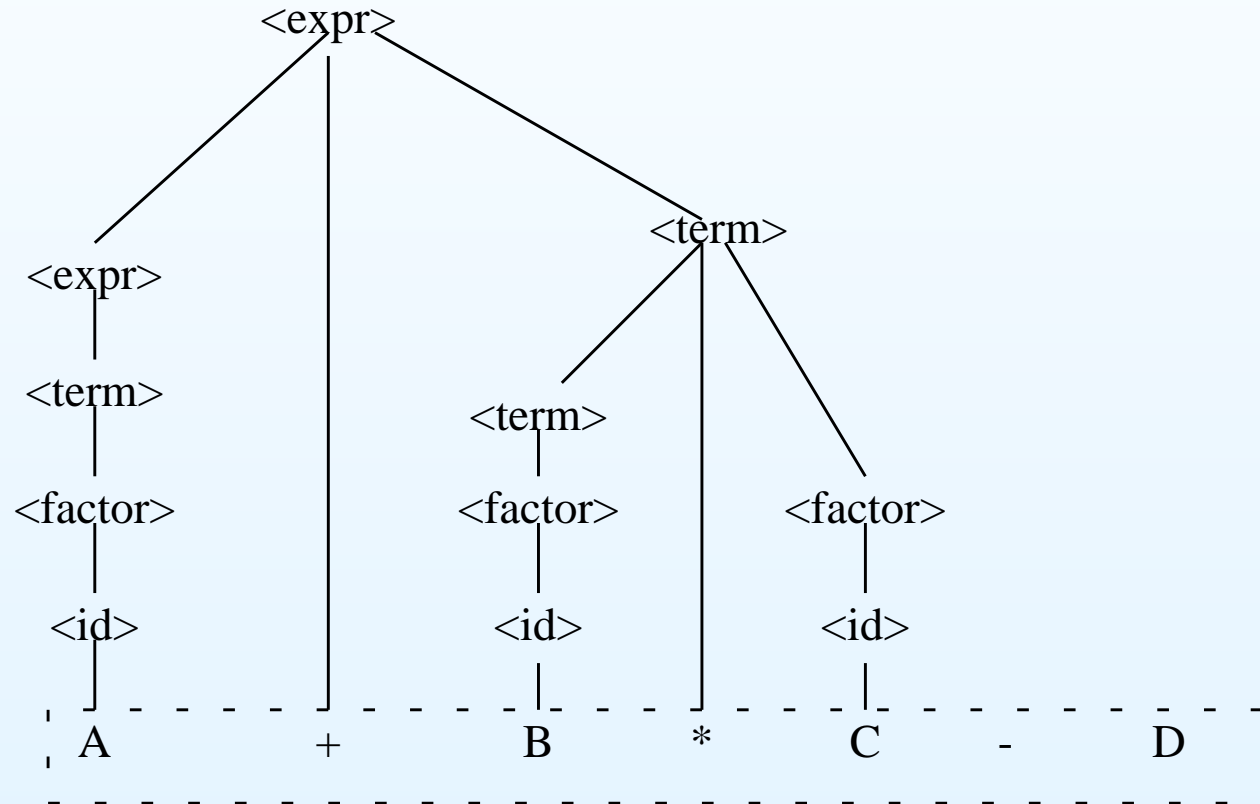 <expr>
<term>
<expr>
<term>
<term>
<factor> <factor> <factor>
<id> <id> <id>
A + B * C - D